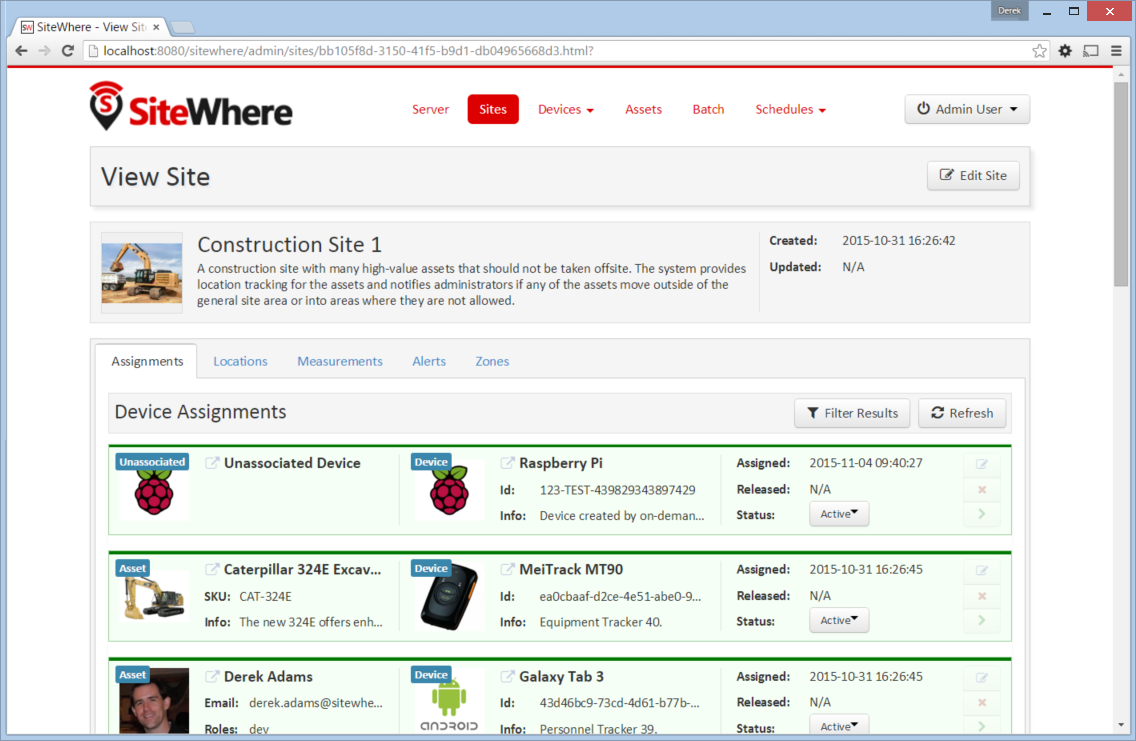 Derek
SW SiteWhere - View Sit
localhost:8080/sitewhere/admin/sites/bb105f8d-3150-41f5-b9d1-db04965668d3.html?
S SiteWhere
Server Sites Devices Assets Batch Schedules Admin User
View Site Edit Site
Construction Site 1
A construction site with many high-value assets that should not be taken offsite. The system provides
location tracking for the assets and notifies administrators if any of the assets move outside of the
general site area or into areas where they are not allowed.
Created: 2015-10-31 16:26:42
Updated: N/A
Assignments Locations Measurements Alerts Zones
Device Assignments Filter Results Refresh
Unassociated Unassociated Device Device Raspberry Pi Assigned: 2015-11-04 09:40:27
Id: 123-TEST-439829343897429 Released: N/A
Info: Device created by on-deman... Status: Active
Asset Caterpillar 324E Excav... Device MeiTrack MT90 Assigned: 2015-10-31 16:26:45
SKU: CAT-324E Id: ea0cbaaf-d2ce-4e51-abe0-9... Released: N/A
Info: The new 324E offers enh... Info: Equipment Tracker 40. Status: Active
Asset Derek Adams Device Galaxy Tab 3 Assigned: 2015-10-31 16:26:45
Email: derek.adams@sitewhe... Id: 43d46bc9-73cd-4d61-b77b-... Released: N/A
ANDROID
Roles: dev Info: Personnel Tracker 39. Status: Active